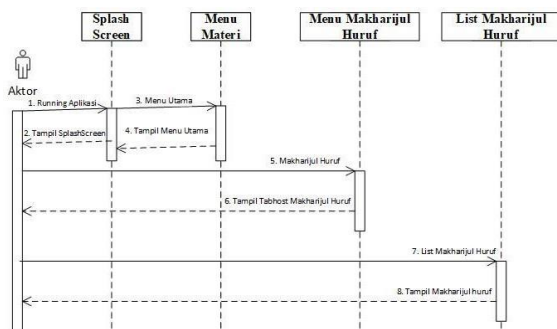 Splash
Screen
Menu
Materi
Menu Makharijul
Huruf
List Makharijul
Huruf
Aktor
1. Running Aplikasi
3. Menu Utama
2. Tampil SplashScreen
4. Tampil Menu Utama
5. Makharijul Huruf
6. Tampil Tabhost Makharijul Huruf
7. List Makharijul Huruf
8. Tampil Makharijul huruf